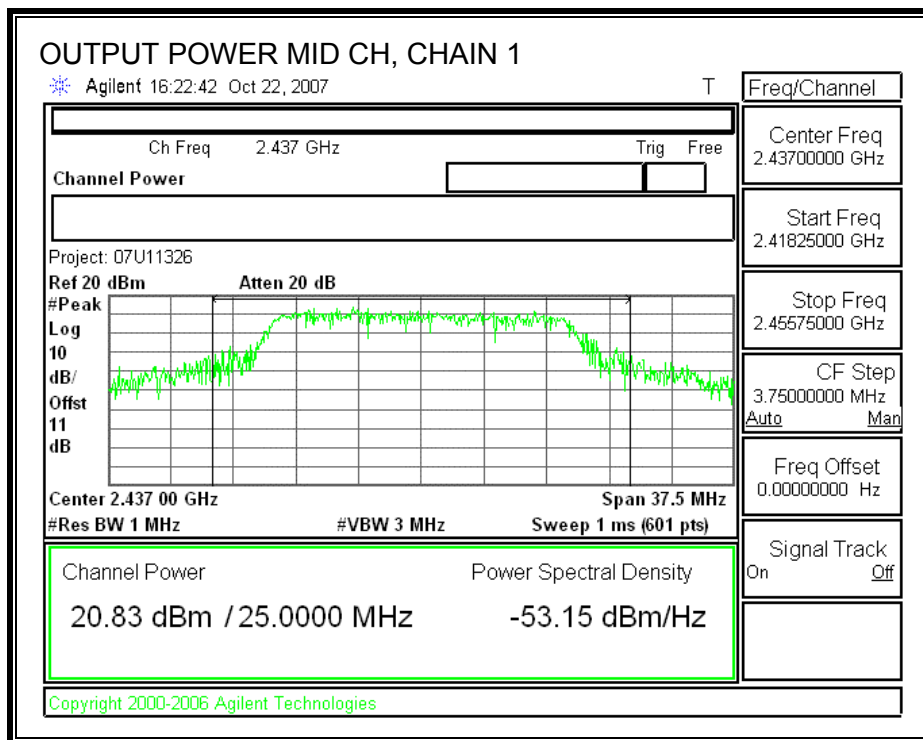 OUTPUT POWER MID CH, CHAIN 1
Agilent 16:22:42 Oct 22, 2007 T
Ch Freq 2.437 GHz Trig Free
Channel Power
Project: 07U11326
Ref 20 dBm Atten 20 dB
#Peak
Log
10
dB/
Offst
11
dB
Center 2.437 00 GHz Span 37.5 MHz
#Res BW 1 MHz #VBW 3 MHz Sweep 1 ms (601 pts)
Channel Power Power Spectral Density
20.83 dBm / 25.0000 MHz -53.15 dBm/Hz
Copyright 2000-2006 Agilent Technologies
Freq/Channel
Center Freq
2.43700000 GHz
Start Freq
2.41825000 GHz
Stop Freq
2.45575000 GHz
CF Step
3.75000000 MHz
Auto Man
Freq Offset
0.00000000 Hz
Signal Track
On Off